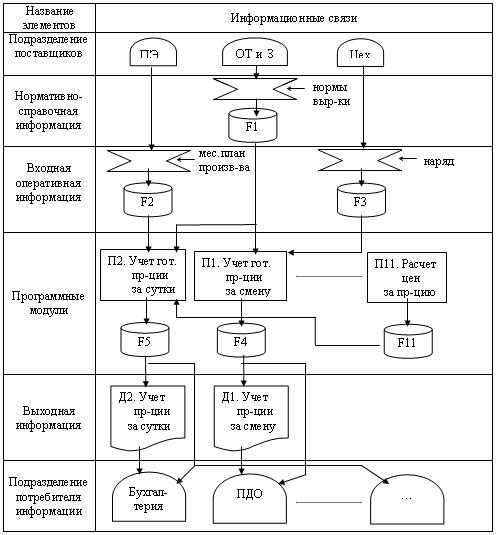 Название
элементов
Информационные связи
Подразделение
поставщиков
ПЭ
ОТ и З
Цех
Нормативно-
справочная
информация
нормы
выр-ки
F1
Входная
оперативная
информация
мес.план
произв-ва
наряд
F2
F3
Программные
модули
П2. Учет гот.
пр-ции
за сутки
П1. Учет гот.
пр-ции
за смену
П11. Расчет
цен
за пр-цию
F5
F4
F11
Выходная
информация
Д2. Учет
пр-ции
за сутки
Д1. Учет
пр-ции
за смену
Подразделение
потребителя
информации
Бухгал-
терия
ПДО
...